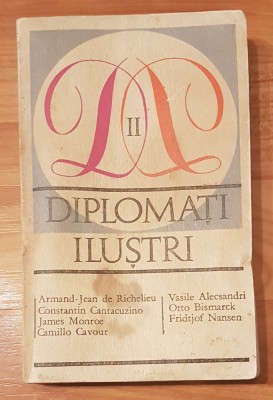 II
DIPLOMAȚI
ILUȘTRI
Armand-Jean de Richelieu
Constantin Cantacuzino
James Monroe
Camillo Cavour
Vasile Alecsandri
Otto Bismarck
Fridtjof Nansen